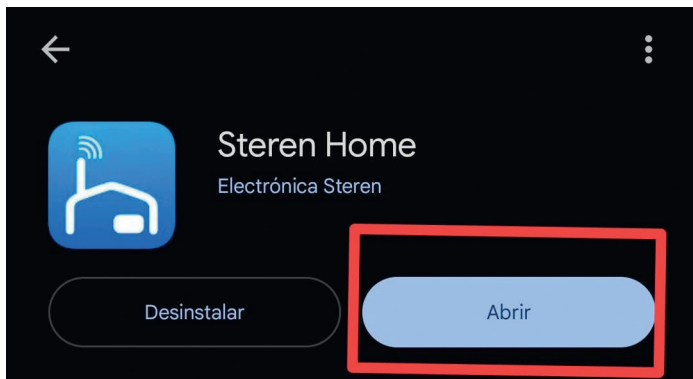 Steren Home
Electrónica Steren
Desinstalar
Abrir